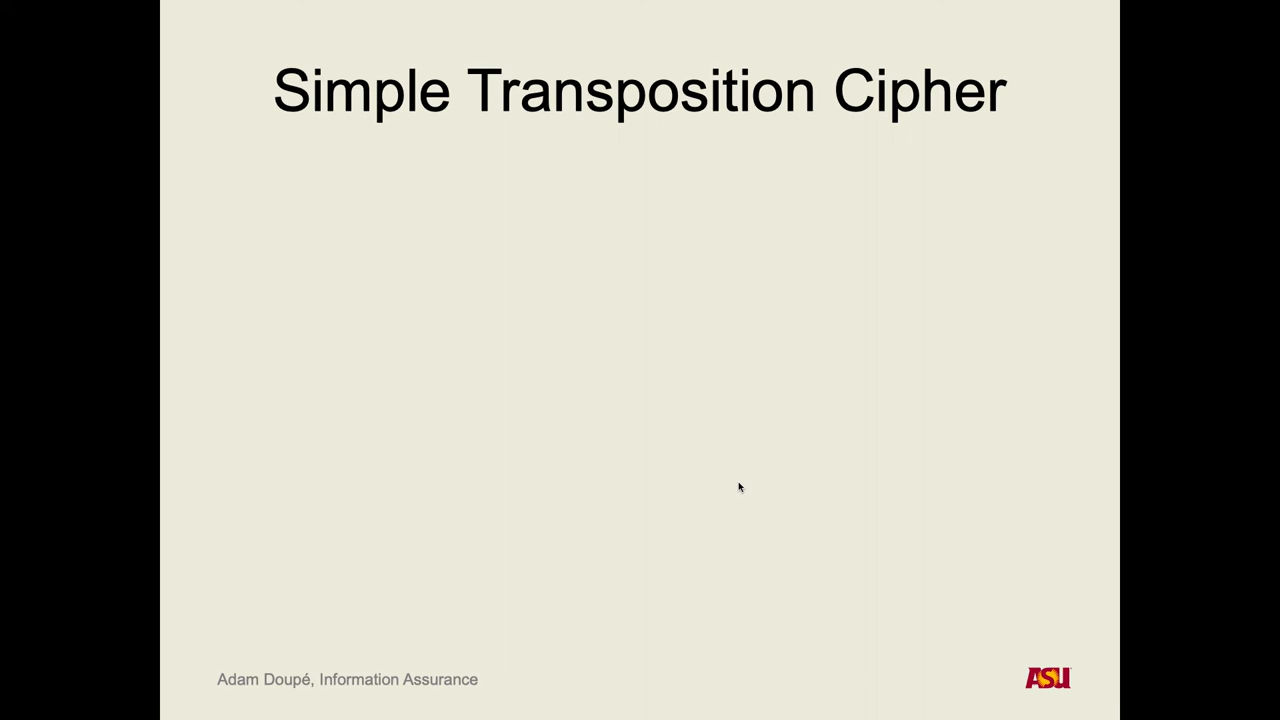 Simple Transposition Cipher
Adam Doupé, Information Assurance
ASU